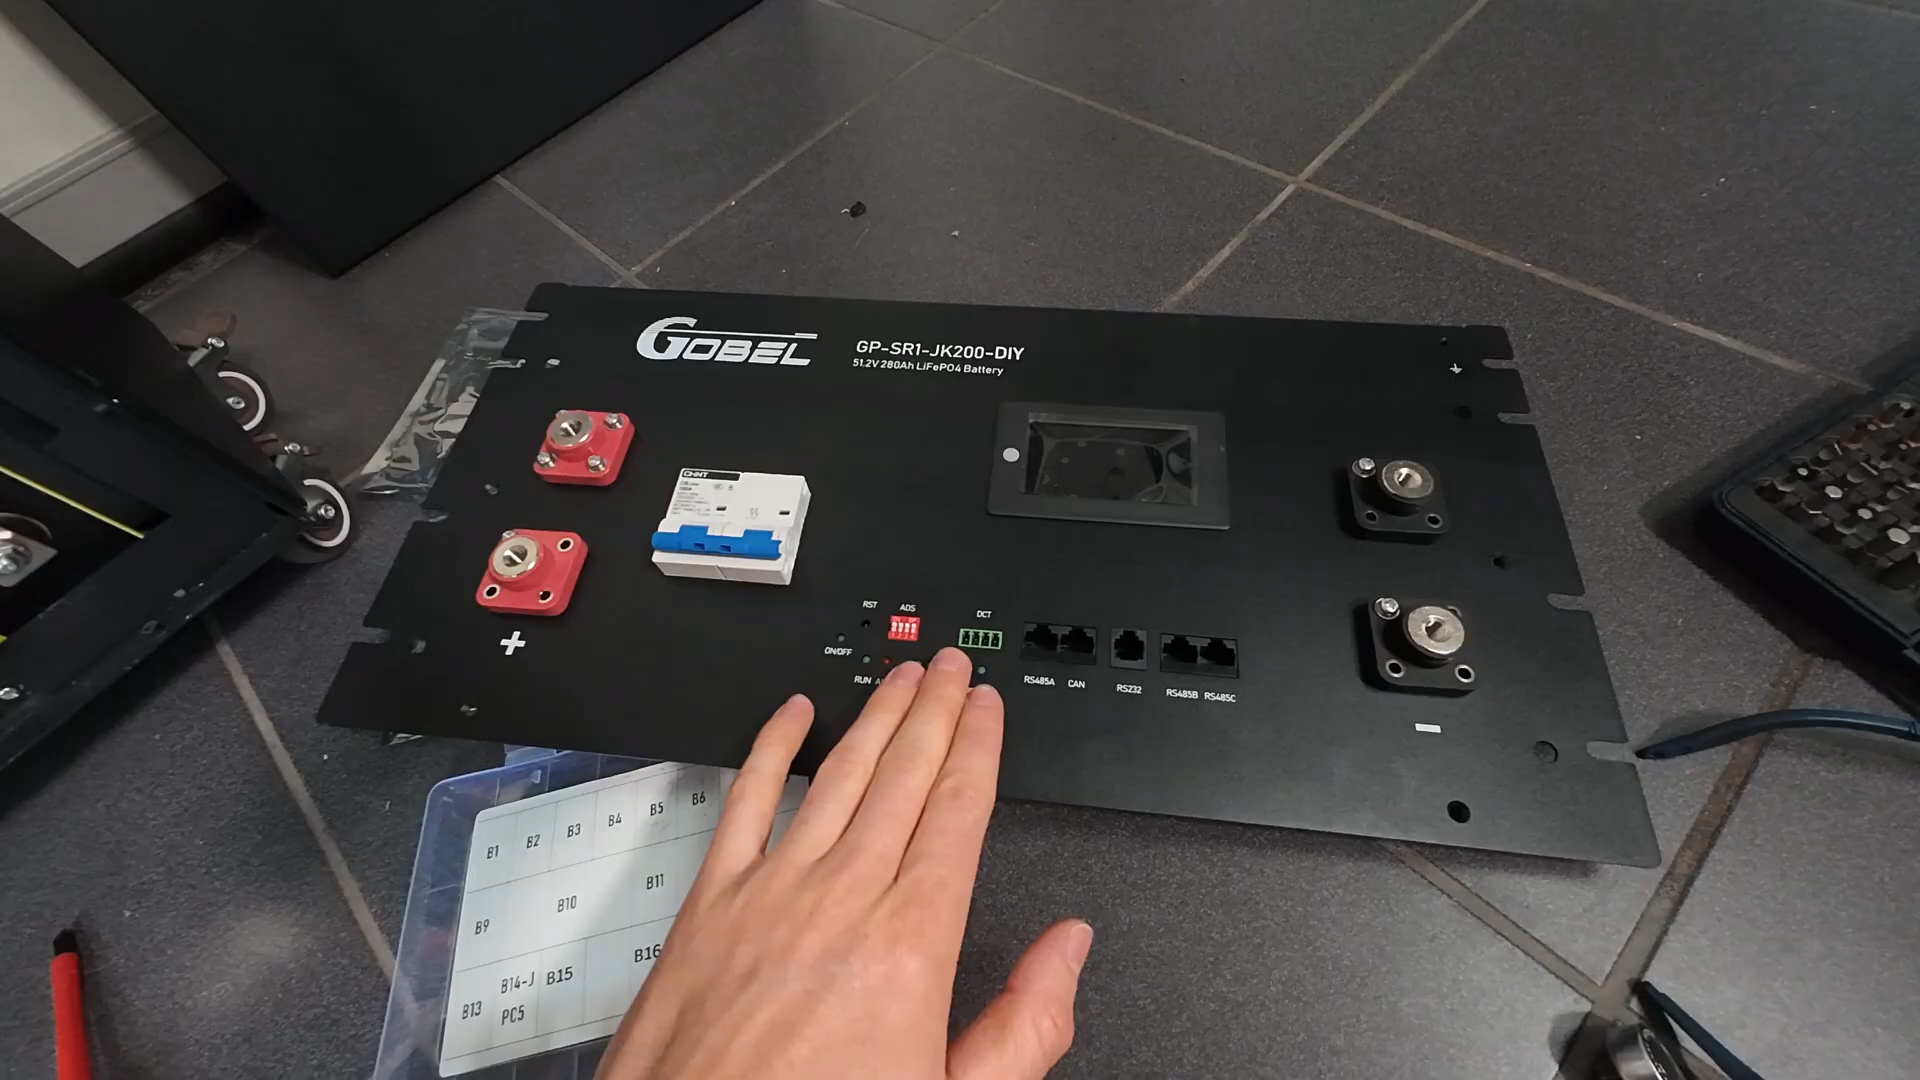 GOBEL
GP-SR1-JK200-DIY
51.2V 280Ah LiFePO4 Battery
CHNT
RST
ADS
DCT
ON/OFF
RUN
RS485A
CAN
RS232
RS485B
RS485C
+
-
B1
B2
B3
B4
B5
B6
B9
B10
B11
B13
B14-J
PC5
B15
B16